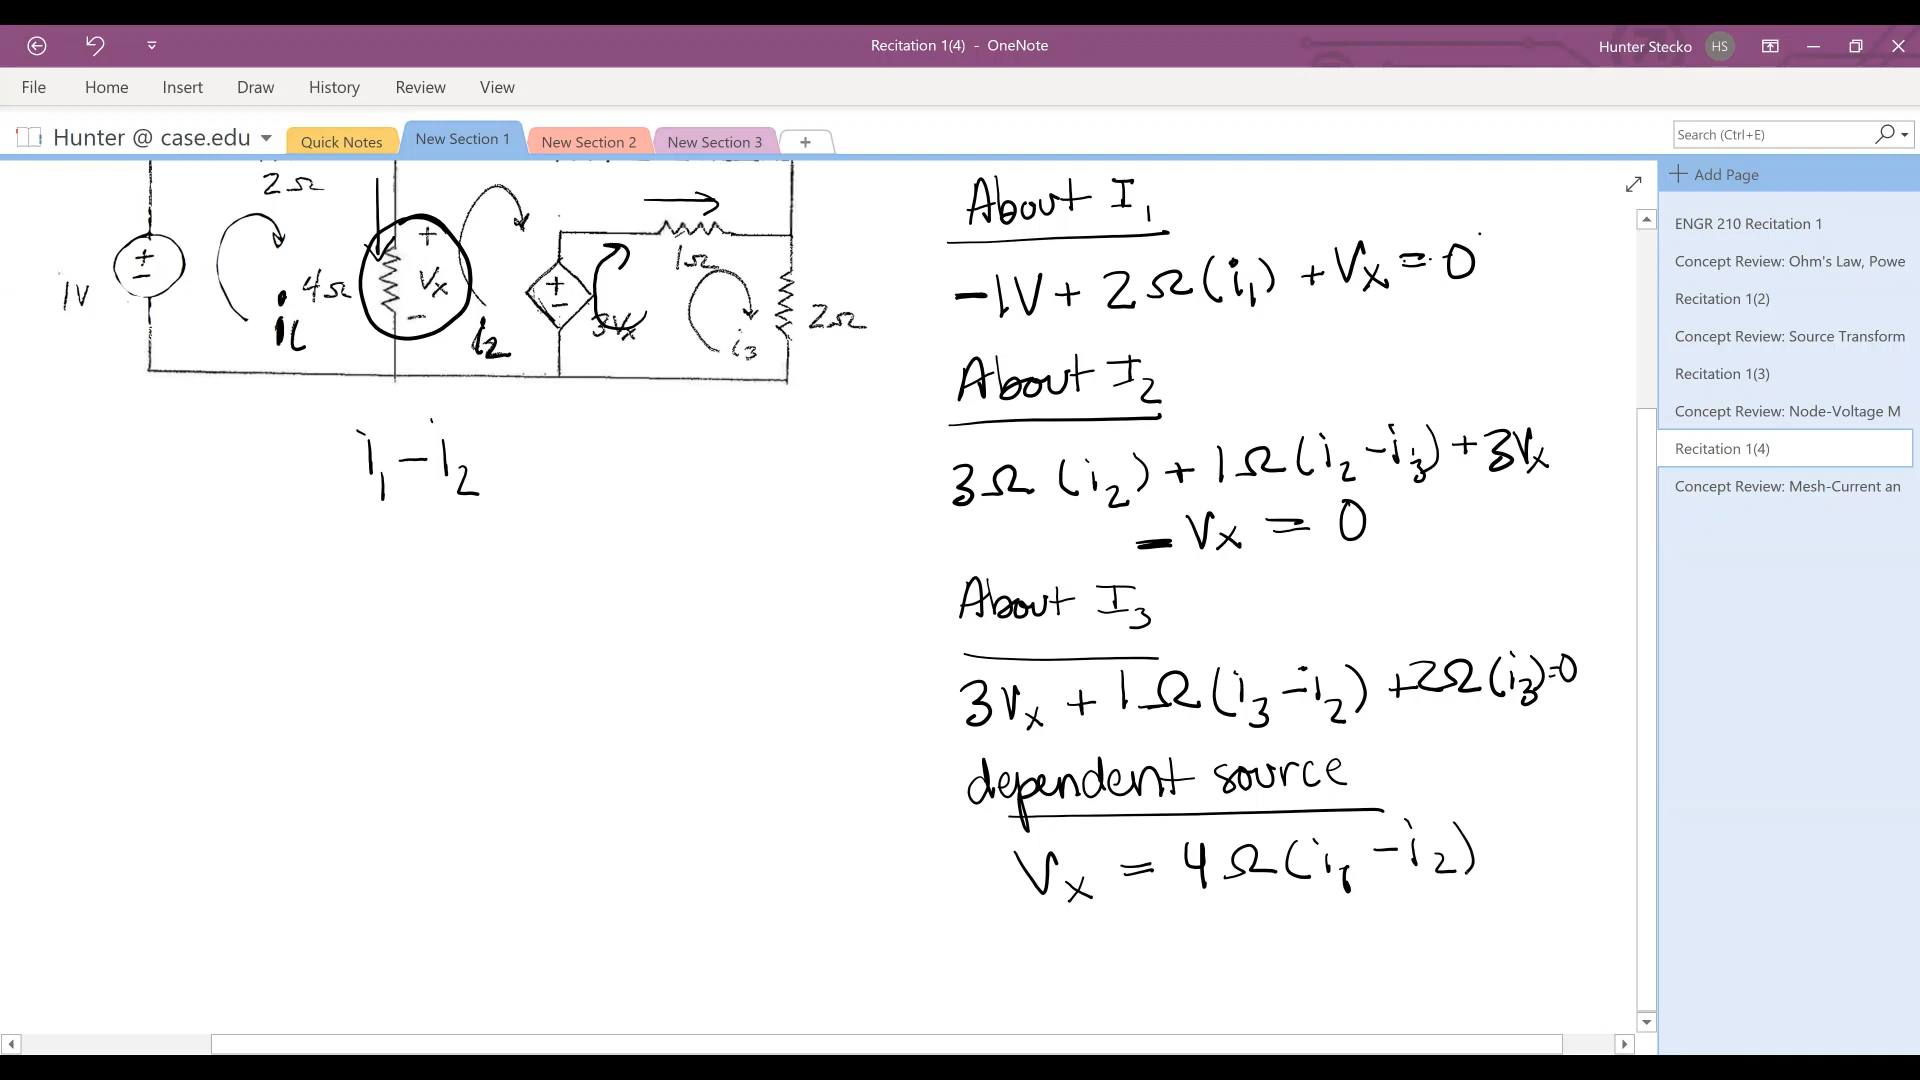 Recitation 1(4) - OneNote
Hunter Stecko HS
File Home Insert Draw History Review View
Hunter @ case.edu Quick Notes New Section 1 New Section 2 New Section 3 +
Search (Ctrl+E)
Add Page
ENGR 210 Recitation 1
Concept Review: Ohm's Law, Powe
Recitation 1(2)
Concept Review: Source Transform
Recitation 1(3)
Concept Review: Node-Voltage M
Recitation 1(4)
Concept Review: Mesh-Current an
2Ω
+
-
1V
i1
4Ω
+
Vx
-
i2
+
-
3Vx
1Ω
i3
2Ω
i₁ - i₂
About I₁
-1V + 2Ω(i₁) + Vx = 0
About I₂
3Ω (i₂) + 1Ω(i₂ - i₃) + 3Vx
- Vx = 0
About I₃
3Vx + 1Ω(i₃ - i₂) + 2Ω(i₃) = 0
dependent source
Vx = 4Ω(i₁ - i₂)